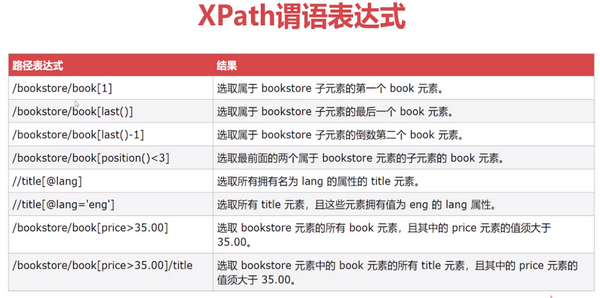 XPath谓语表达式
路径表达式 结果
/bookstore/book[1] 选取属于 bookstore 子元素的第一个 book 元素。
/bookstore/book[last()] 选取属于 bookstore 子元素的最后一个 book 元素。
/bookstore/book[last()-1] 选取属于 bookstore 子元素的倒数第二个 book 元素。
/bookstore/book[position()<3] 选取最前面的两个属于 bookstore 元素的子元素的 book 元素。
//title[@lang] 选取所有拥有名为 lang 的属性的 title 元素。
//title[@lang='eng'] 选取所有 title 元素，且这些元素拥有值为 eng 的 lang 属性。
/bookstore/book[price>35.00] 选取 bookstore 元素的所有 book 元素，且其中的 price 元素的值须大于
35.00。
/bookstore/book[price>35.00]/title 选取 bookstore 元素中的 book 元素的所有 title 元素，且其中的 price 元素的
值须大于 35.00。